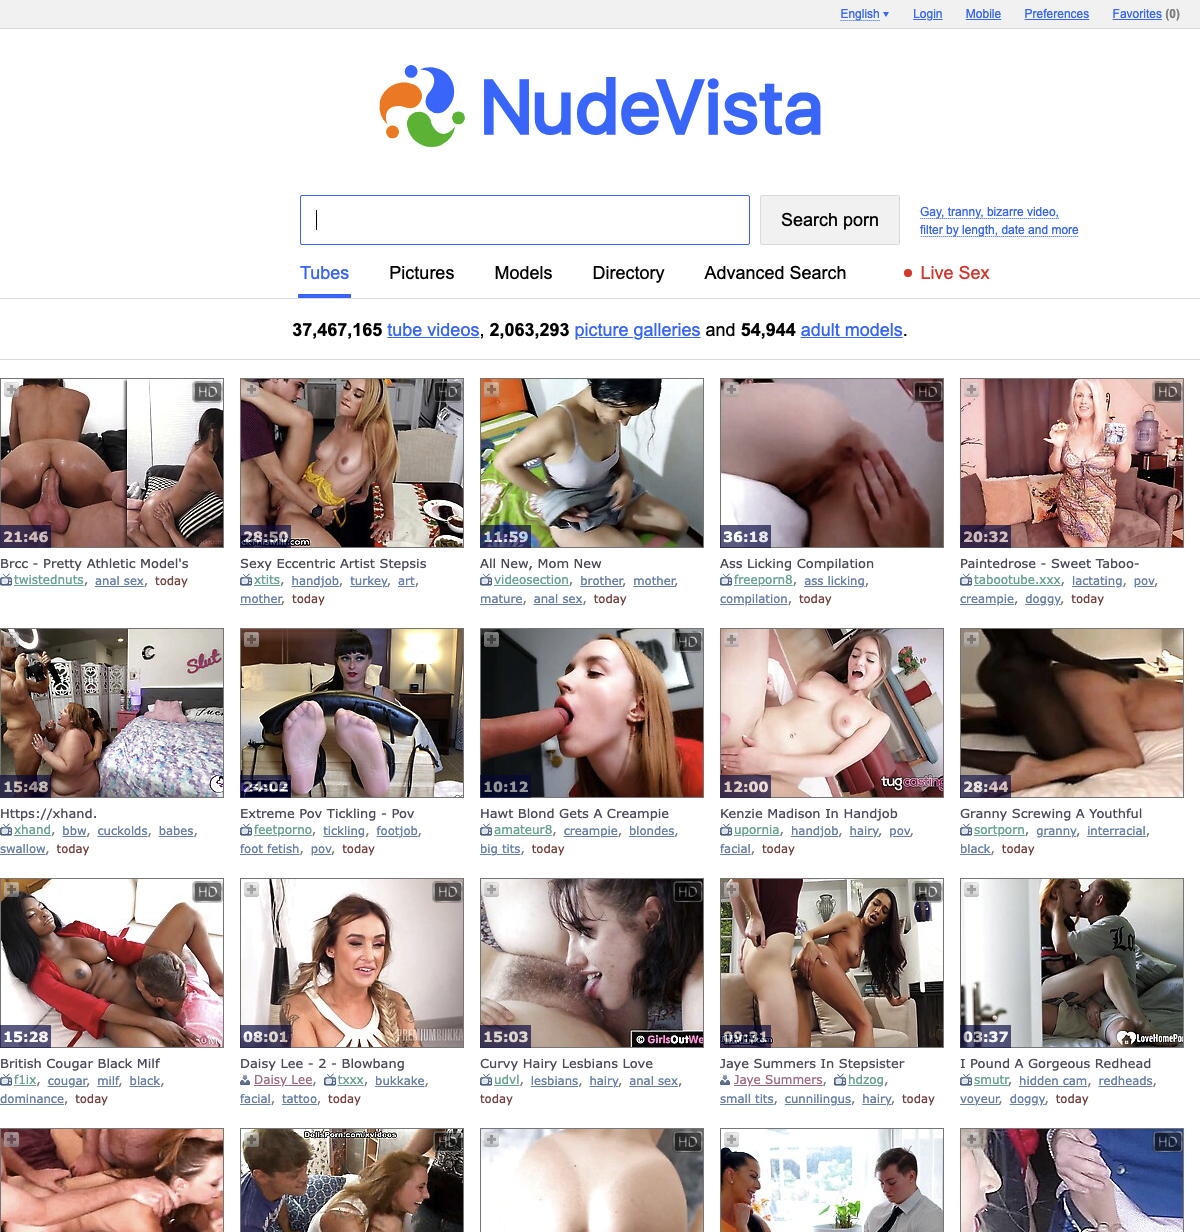 English ▾ Login Mobile Preferences Favorites (0)
NudeVista
Search porn
Gay, tranny, bizarre video,
filter by length, date and more
Tubes Pictures Models Directory Advanced Search Live Sex
37,467,165 tube videos, 2,063,293 picture galleries and 54,944 adult models.
HD
21:46
Brcc - Pretty Athletic Model's
twistednuts, anal sex, today
HD
28:50
Sexy Eccentric Artist Stepsis
xtits, handjob, turkey, art,
mother, today
11:59
All New, Mom New
videosection, brother, mother,
mature, anal sex, today
HD
36:18
Ass Licking Compilation
freeporn8, ass licking,
compilation, today
HD
20:32
Paintedrose - Sweet Taboo-
tabootube.xxx, lactating, pov,
creampie, doggy, today
Slut
15:48
Https://xhand.
xhand, bbw, cuckolds, babes,
swallow, today
24:02
Extreme Pov Tickling - Pov
feetporno, tickling, footjob,
foot fetish, pov, today
HD
10:12
Hawt Blond Gets A Creampie
amateur8, creampie, blondes,
big tits, today
tugcasting
12:00
Kenzie Madison In Handjob
upornia, handjob, hairy, pov,
facial, today
28:44
Granny Screwing A Youthful
sortporn, granny, interracial,
black, today
HD
15:28
British Cougar Black Milf
f1ix, cougar, milf, black,
dominance, today
HD
PREMIUMBUKKA
08:01
Daisy Lee - 2 - Blowbang
Daisy Lee, txxx, bukkake,
facial, tattoo, today
HD
GirlsOutWe
15:03
Curvy Hairy Lesbians Love
udvl, lesbians, hairy, anal sex,
today
HD
09:21
Jaye Summers In Stepsister
Jaye Summers, hdzog,
small tits, cunnilingus, hairy, today
LoveHomePor
03:37
I Pound A Gorgeous Redhead
smutr, hidden cam, redheads,
voyeur, doggy, today
Dolls.Porn.com.xvideos
HD
HD
HD